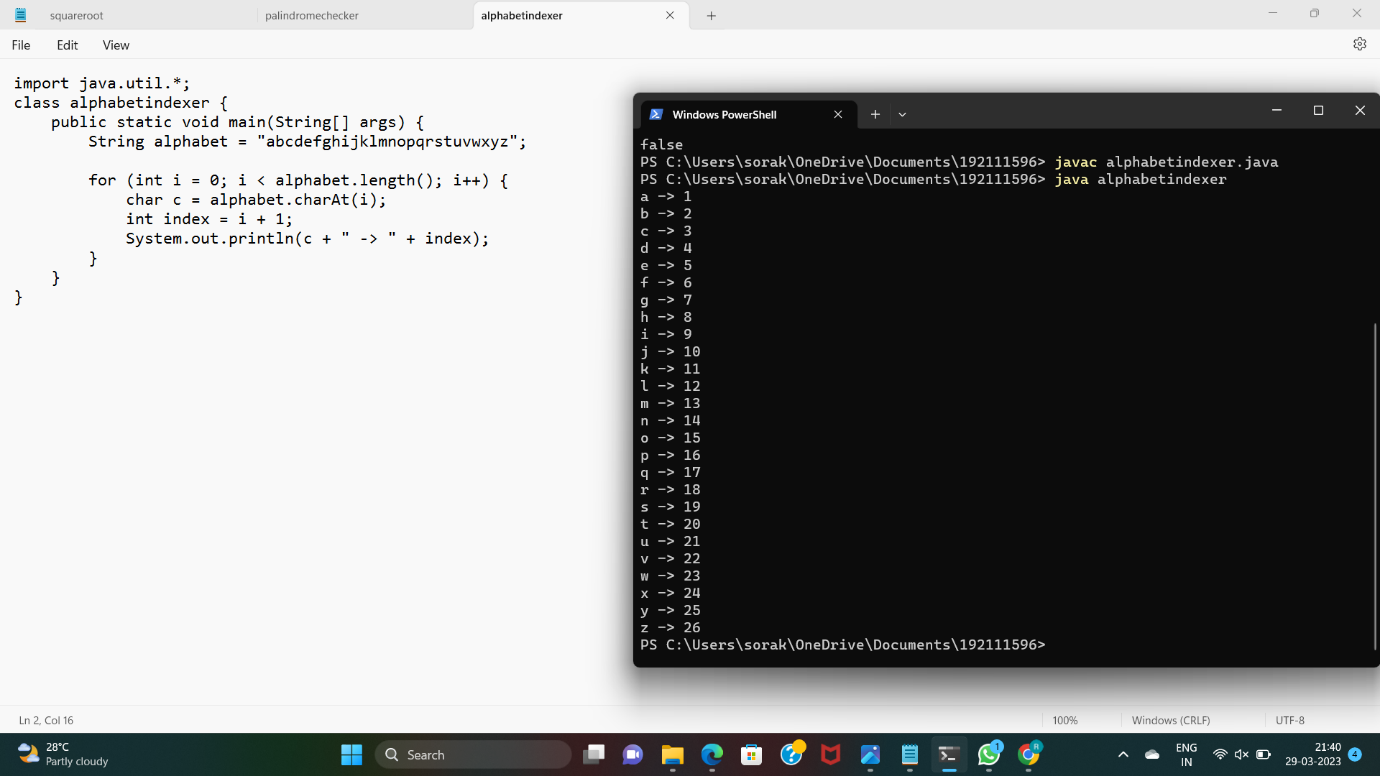 squareroot
palindromechecker
alphabetindexer
File Edit View
import java.util.*;
class alphabetindexer {
    public static void main(String[] args) {
        String alphabet = "abcdefghijklmnopqrstuvwxyz";

        for (int i = 0; i < alphabet.length(); i++) {
            char c = alphabet.charAt(i);
            int index = i + 1;
            System.out.println(c + " -> " + index);
        }
    }
}
Windows PowerShell
false
PS C:\Users\sorak\OneDrive\Documents\192111596> javac alphabetindexer.java
PS C:\Users\sorak\OneDrive\Documents\192111596> java alphabetindexer
a -> 1
b -> 2
c -> 3
d -> 4
e -> 5
f -> 6
g -> 7
h -> 8
i -> 9
j -> 10
k -> 11
l -> 12
m -> 13
n -> 14
o -> 15
p -> 16
q -> 17
r -> 18
s -> 19
t -> 20
u -> 21
v -> 22
w -> 23
x -> 24
y -> 25
z -> 26
PS C:\Users\sorak\OneDrive\Documents\192111596>
Ln 2, Col 16
100%
Windows (CRLF)
UTF-8
28°C
Partly cloudy
Search
1
R
ENG
IN
21:40
29-03-2023
4